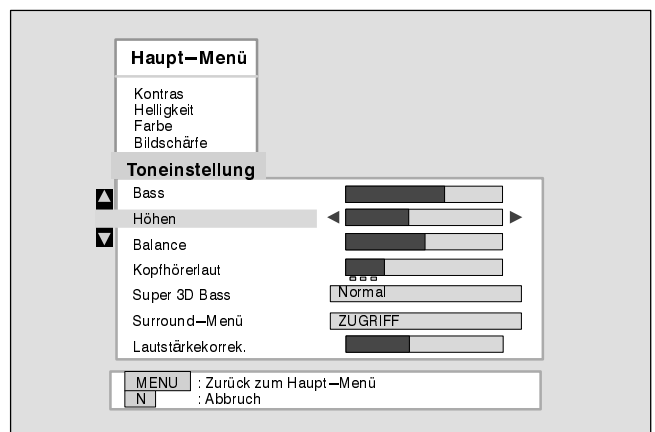 Haupt–Menü
Kontras
Helligkeit
Farbe
Bildschärfe
Toneinstellung
Bass
Höhen
Balance
Kopfhörerlaut
Super 3D Bass Normal
Surround–Menü ZUGRIFF
Lautstärkekorrek.
MENU : Zurück zum Haupt–Menü
N : Abbruch